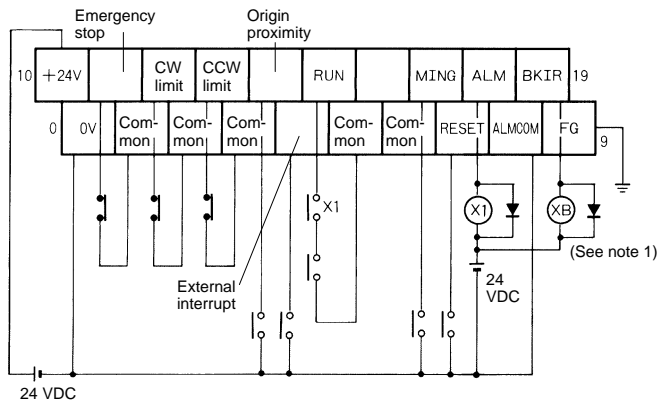 Emergency
stop
Origin
proximity
10 +24V CW
limit CCW
limit RUN MING ALM BKIR 19
0 0V Com-
mon Com-
mon Com-
mon Com-
mon Com-
mon RESET ALMCOM FG 9
X1
X1
XB
(See note 1)
External
interrupt
24
VDC
24 VDC